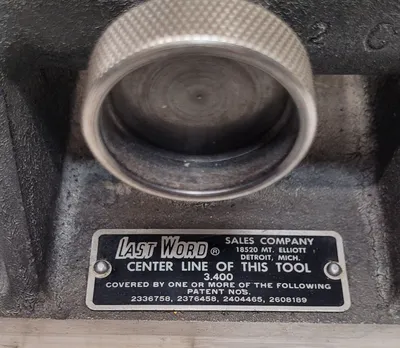 2 C
LAST WORD ® SALES COMPANY
18520 MT. ELLIOTT
DETROIT, MICH.
CENTER LINE OF THIS TOOL
3.400
COVERED BY ONE OR MORE OF THE FOLLOWING
PATENT NOS.
2336758, 2376458, 2404465, 2608189